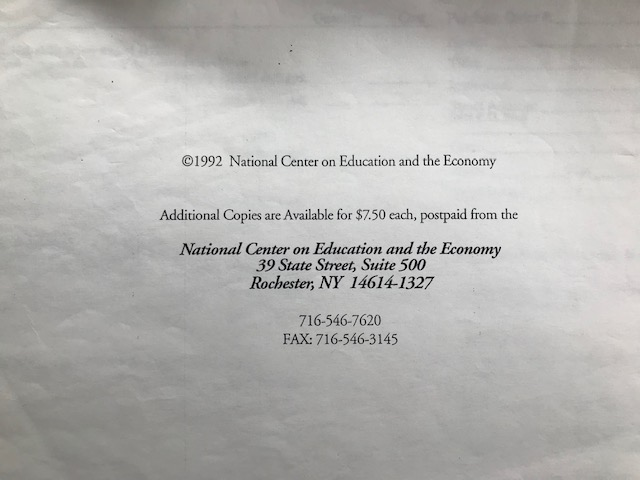 ©1992 National Center on Education and the Economy
Additional Copies are Available for $7.50 each, postpaid from the
National Center on Education and the Economy
39 State Street, Suite 500
Rochester, NY 14614-1327
716-546-7620
FAX: 716-546-3145